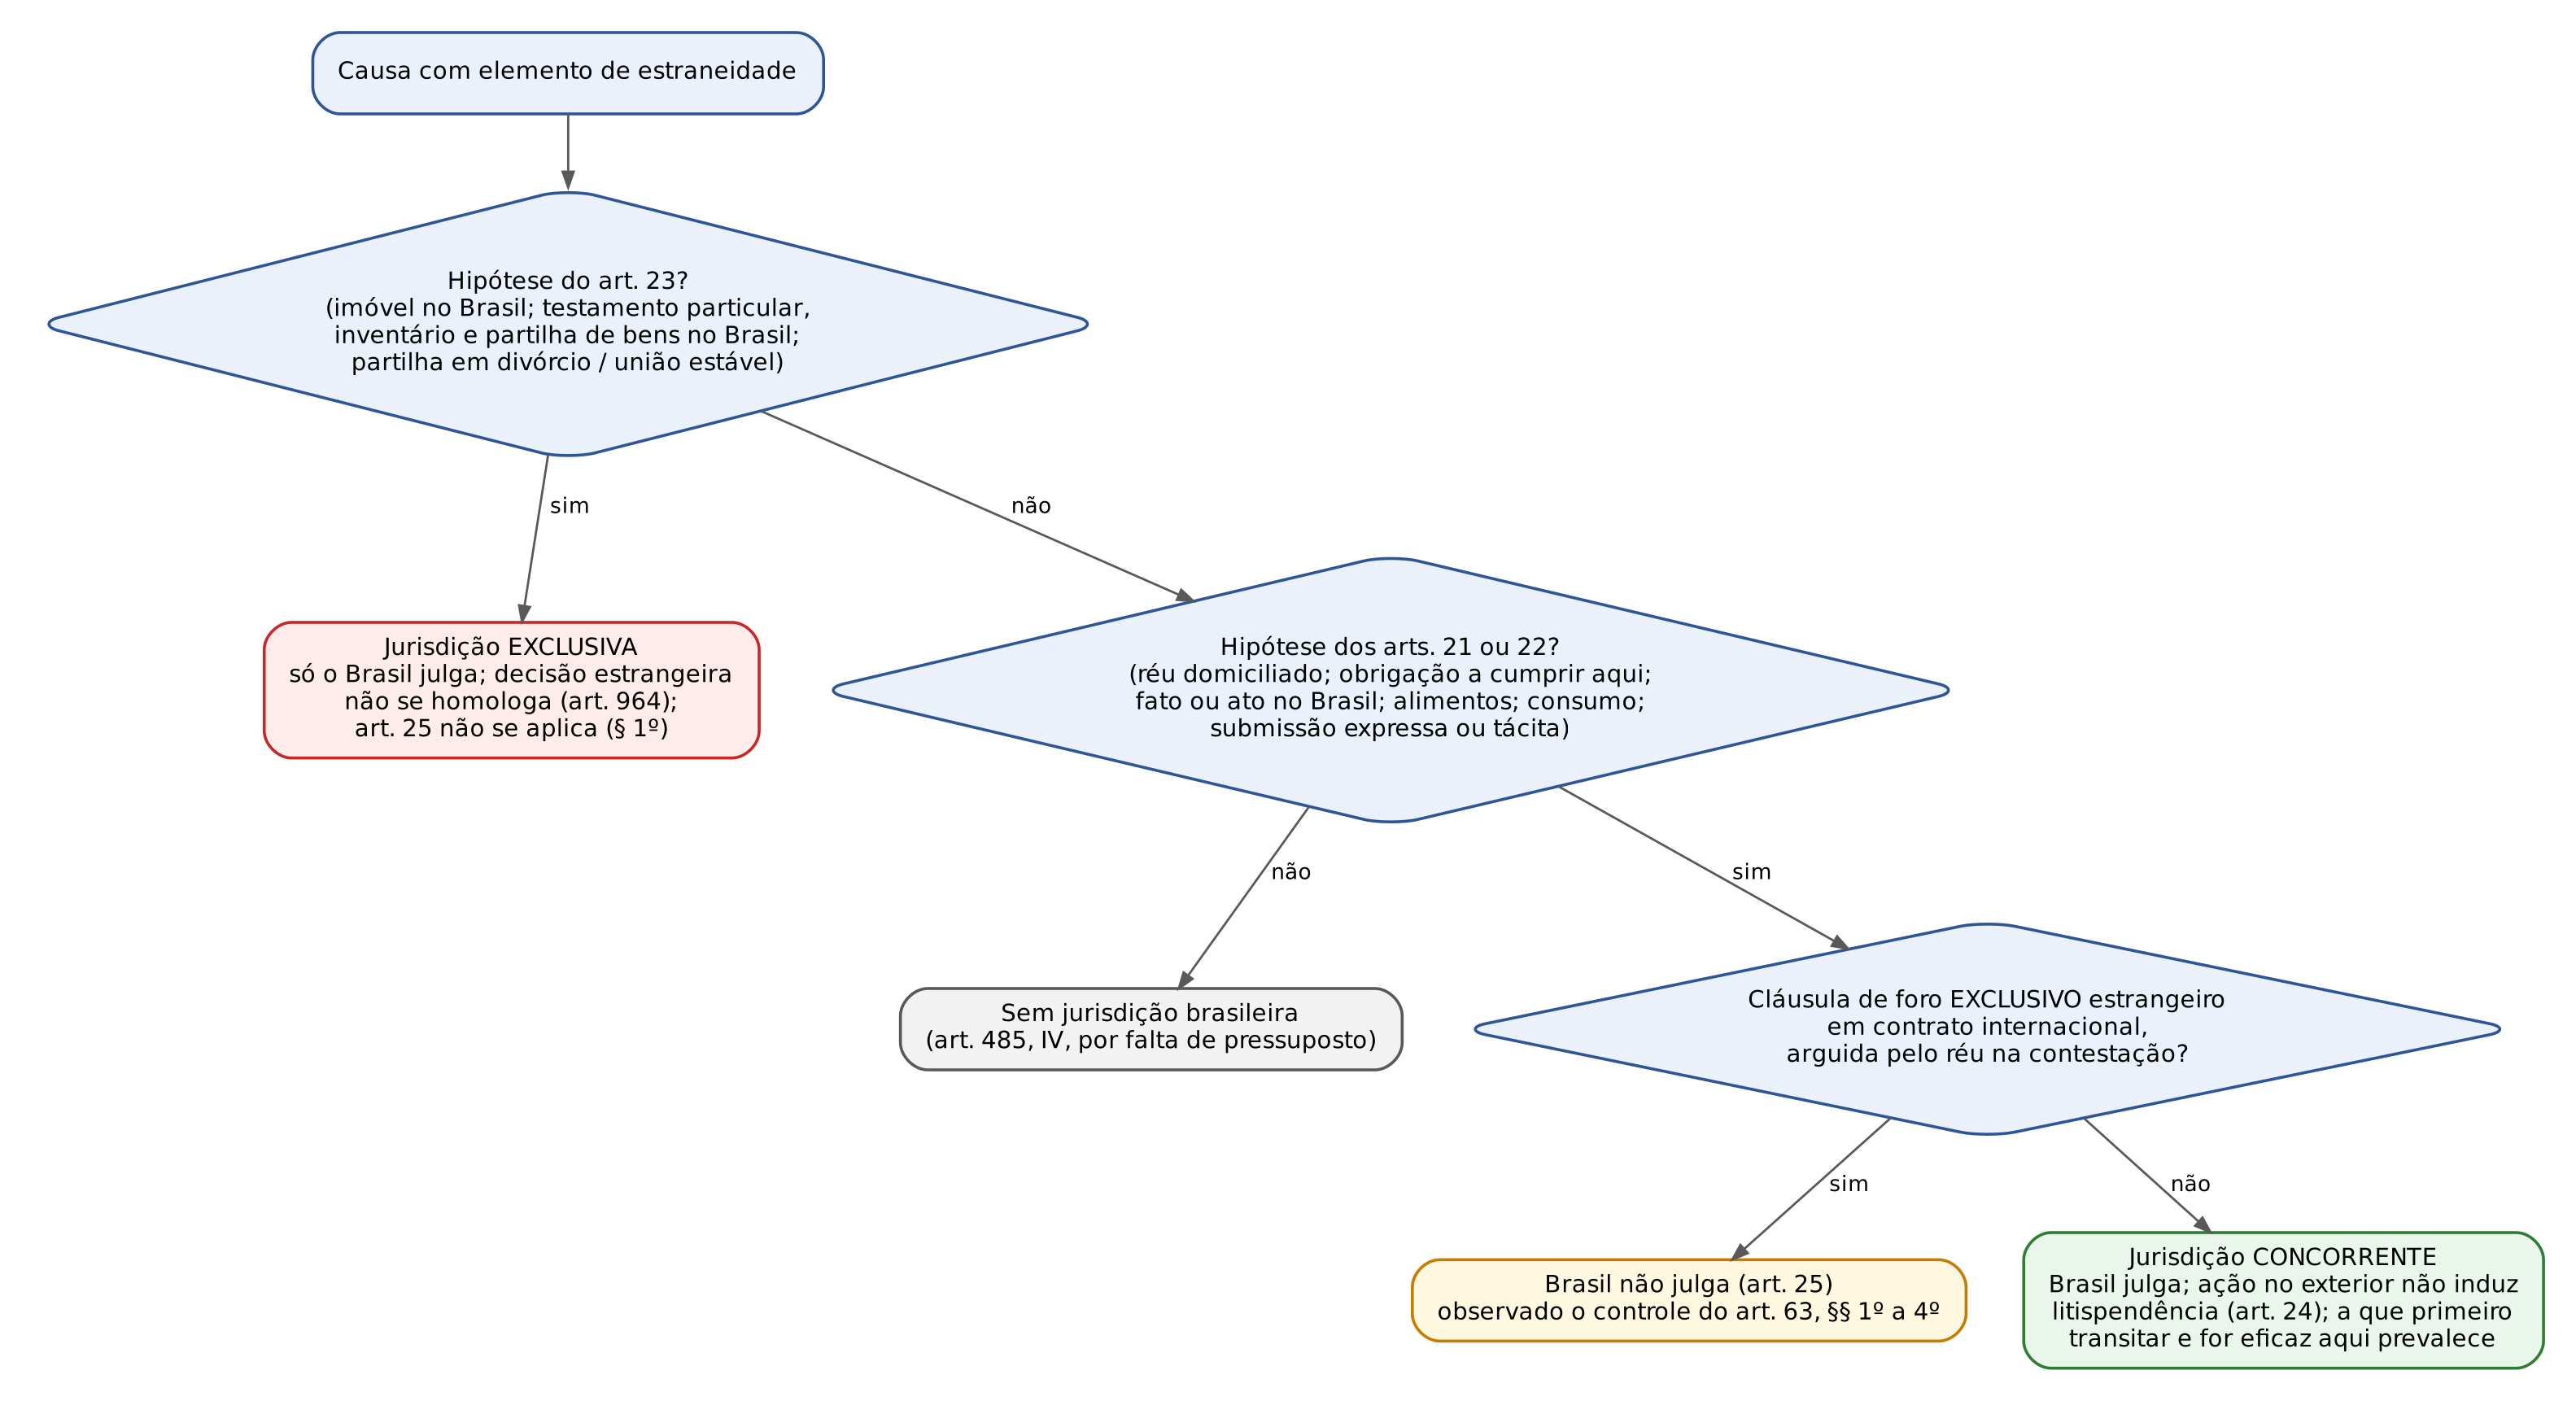 Causa com elemento de estraneidade
Hipótese do art. 23?
(imóvel no Brasil; testamento particular,
inventário e partilha de bens no Brasil;
partilha em divórcio / união estável)
sim
não
Jurisdição EXCLUSIVA
só o Brasil julga; decisão estrangeira
não se homologa (art. 964);
art. 25 não se aplica (§ 1º)
Hipótese dos arts. 21 ou 22?
(réu domiciliado; obrigação a cumprir aqui;
fato ou ato no Brasil; alimentos; consumo;
submissão expressa ou tácita)
não
sim
Sem jurisdição brasileira
(art. 485, IV, por falta de pressuposto)
Cláusula de foro EXCLUSIVO estrangeiro
em contrato internacional,
arguida pelo réu na contestação?
sim
não
Brasil não julga (art. 25)
observado o controle do art. 63, §§ 1º a 4º
Jurisdição CONCORRENTE
Brasil julga; ação no exterior não induz
litispendência (art. 24); a que primeiro
transitar e for eficaz aqui prevalece